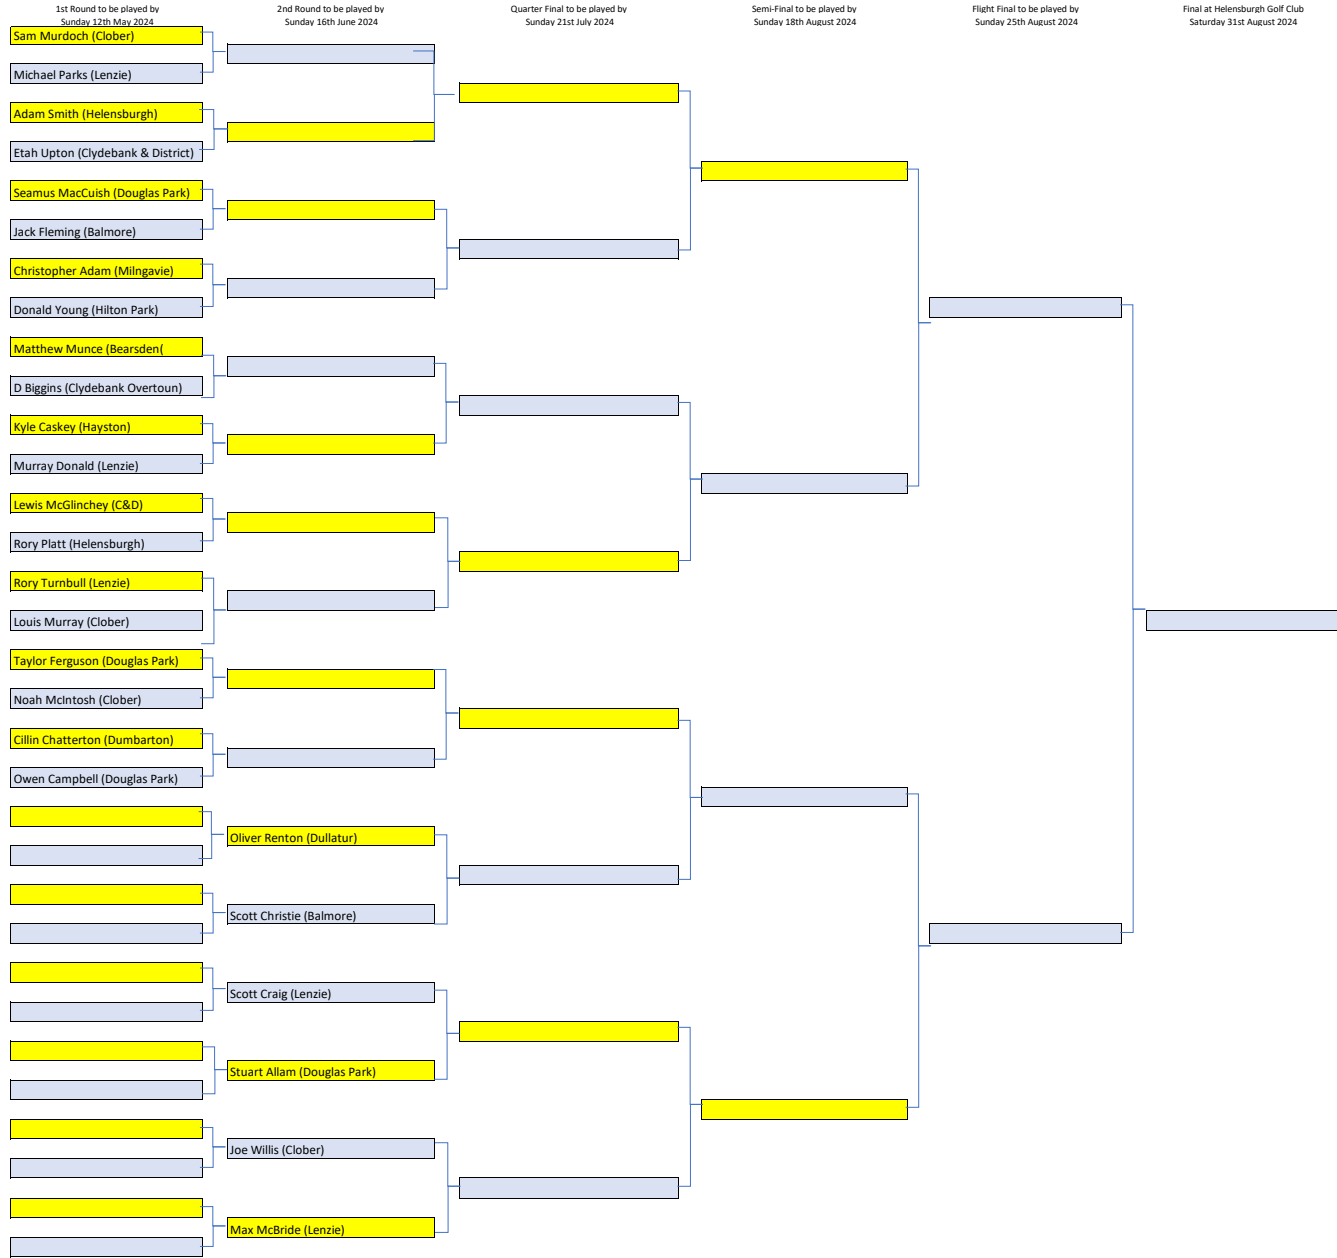 1st Round to be played by
Sunday 12th May 2024
2nd Round to be played by
Sunday 16th June 2024
Quarter Final to be played by
Sunday 21st July 2024
Semi-Final to be played by
Sunday 18th August 2024
Flight Final to be played by
Sunday 25th August 2024
Final at Helensburgh Golf Club
Saturday 31st August 2024
Sam Murdoch (Clober)
Michael Parks (Lenzie)
Adam Smith (Helensburgh)
Etah Upton (Clydebank & District)
Seamus MacCuish (Douglas Park)
Jack Fleming (Balmore)
Christopher Adam (Milngavie)
Donald Young (Hilton Park)
Matthew Munce (Bearsden(
D Biggins (Clydebank Overtoun)
Kyle Caskey (Hayston)
Murray Donald (Lenzie)
Lewis McGlinchey (C&D)
Rory Platt (Helensburgh)
Rory Turnbull (Lenzie)
Louis Murray (Clober)
Taylor Ferguson (Douglas Park)
Noah McIntosh (Clober)
Cillin Chatterton (Dumbarton)
Owen Campbell (Douglas Park)
Oliver Renton (Dullatur)
Scott Christie (Balmore)
Scott Craig (Lenzie)
Stuart Allam (Douglas Park)
Joe Willis (Clober)
Max McBride (Lenzie)